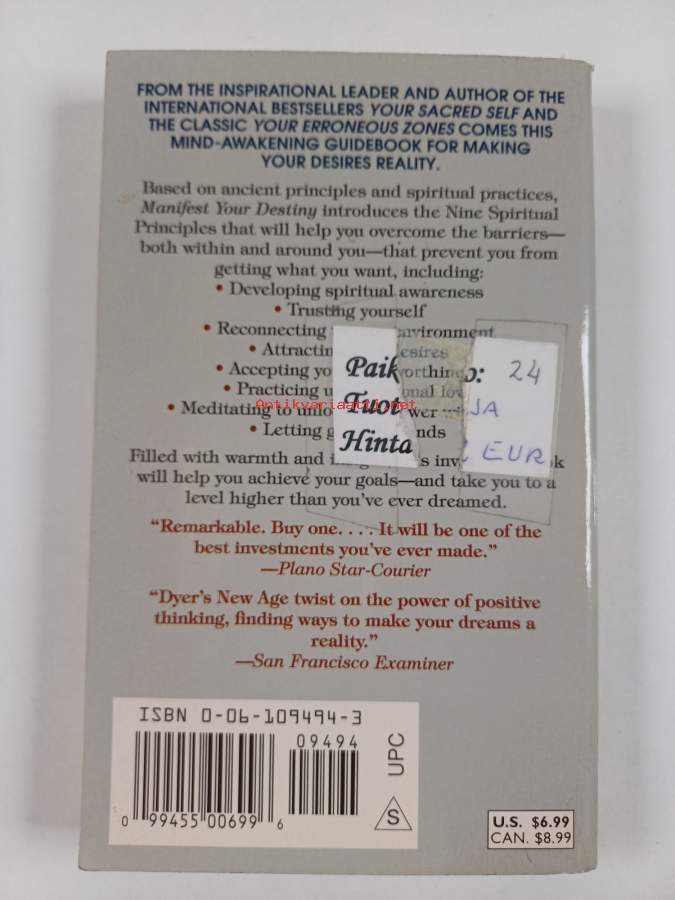 FROM THE INSPIRATIONAL LEADER AND AUTHOR OF THE
INTERNATIONAL BESTSELLERS YOUR SACRED SELF AND
THE CLASSIC YOUR ERRONEOUS ZONES COMES THIS
MIND-AWAKENING GUIDEBOOK FOR MAKING
YOUR DESIRES REALITY.
Based on ancient principles and spiritual practices,
Manifest Your Destiny introduces the Nine Spiritual
Principles that will help you overcome the barriers—
both within and around you—that prevent you from
getting what you want, including:
• Developing spiritual awareness
• Trusting yourself
• Reconnecting
• Attractin
• Accepting yo
• Practicing u
• Meditating to unlo
• Letting g nds
Paik o: 24
Tuot JA
Hinta EUR
Antikvariaatti.net
Filled with warmth and
will help you achieve your goals—and take you to a
level higher than you've ever dreamed.
"Remarkable. Buy one. . . . It will be one of the
best investments you've ever made."
—Plano Star-Courier
"Dyer's New Age twist on the power of positive
thinking, finding ways to make your dreams a
reality."
—San Francisco Examiner
ISBN 0-06-109494-3
09494
0 99455 00699 6
UPC
S
U.S. $6.99
CAN. $8.99